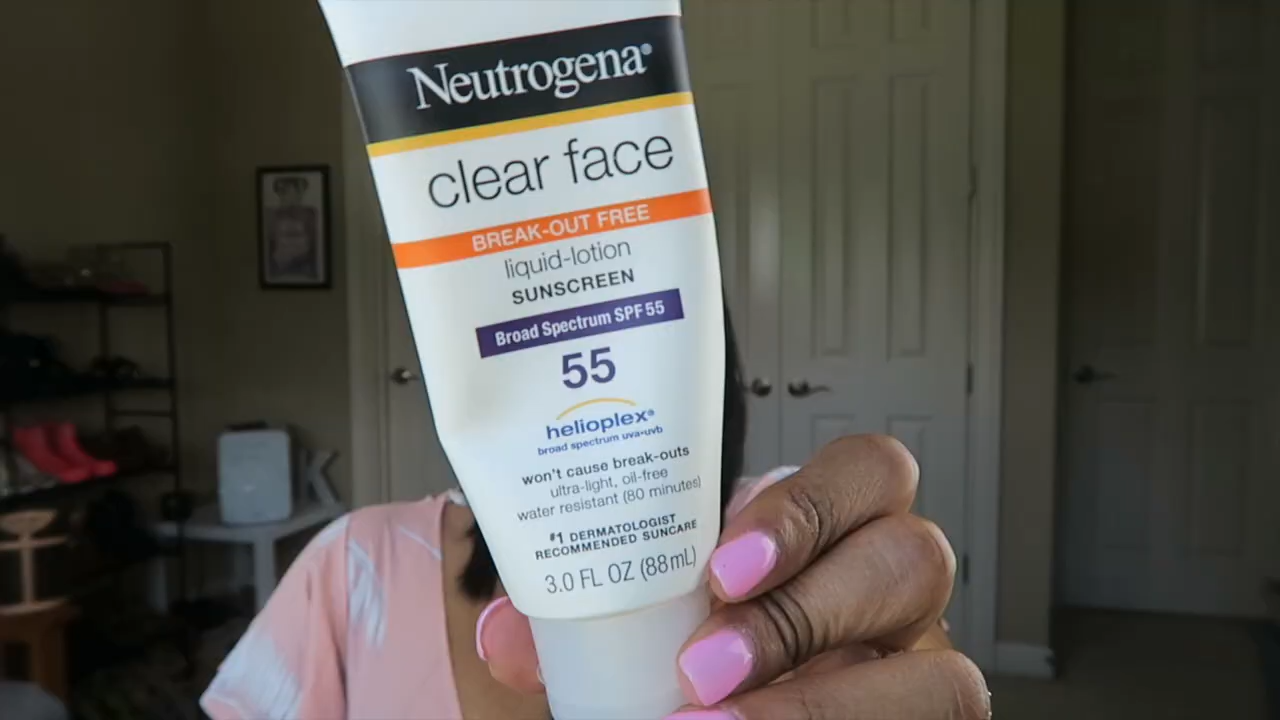 Neutrogena®
clear face
BREAK-OUT FREE
liquid-lotion
SUNSCREEN
Broad Spectrum SPF 55
55
helioplex®
broad spectrum uva•uvb
won't cause break-outs
ultra-light, oil-free
water resistant (80 minutes)
#1 DERMATOLOGIST
RECOMMENDED SUNCARE
3.0 FL OZ (88mL)
K